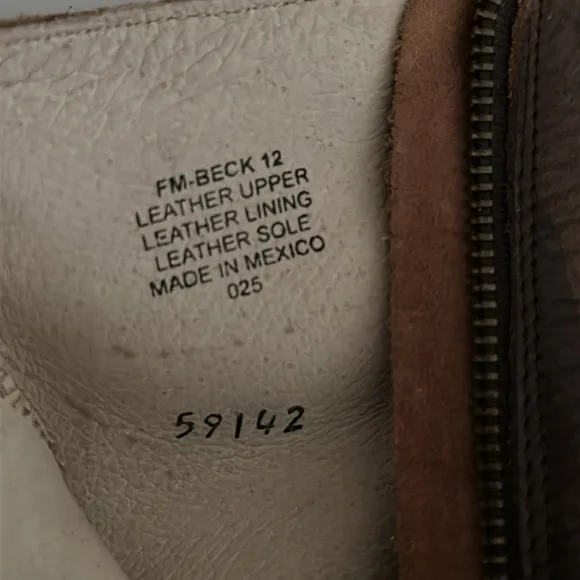 FM-BECK 12
LEATHER UPPER
LEATHER LINING
LEATHER SOLE
MADE IN MEXICO
025
59142